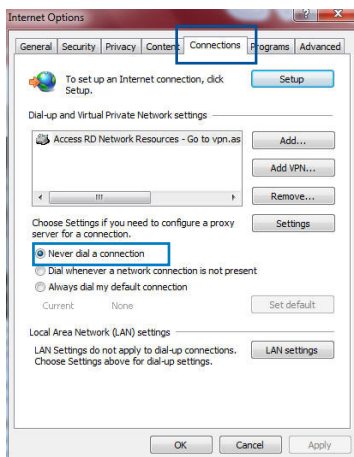 Internet Options
General Security Privacy Content Connections Programs Advanced
To set up an Internet connection, click
Setup.
Setup
Dial-up and Virtual Private Network settings
Access RD Network Resources - Go to vpn.as
Add...
Add VPN...
Remove...
Choose Settings if you need to configure a proxy
server for a connection.
Settings
Never dial a connection
Dial whenever a network connection is not present
Always dial my default connection
Current None
Set default
Local Area Network (LAN) settings
LAN Settings do not apply to dial-up connections.
Choose Settings above for dial-up settings.
LAN settings
OK Cancel Apply